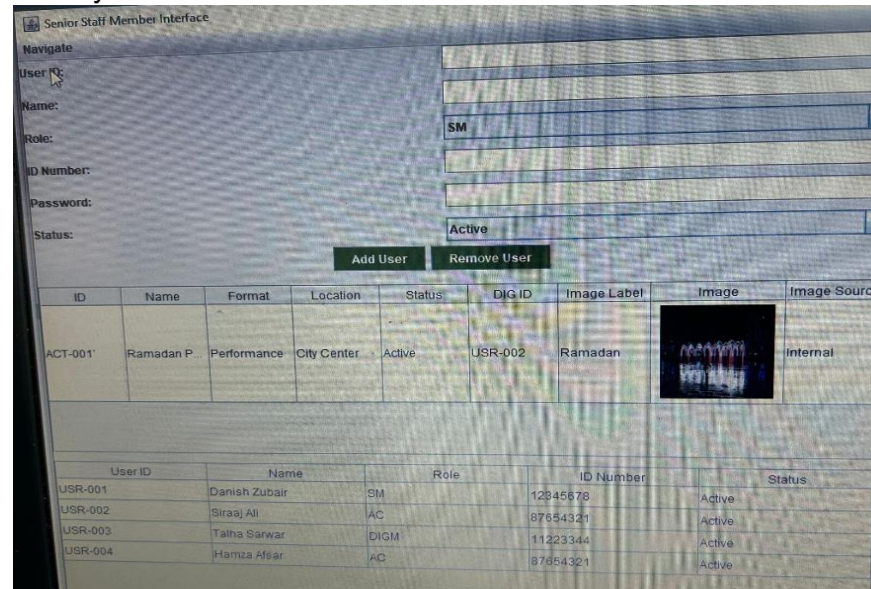 Senior Staff Member Interface
Navigate
User ID:
Name:
Role: SM
ID Number:
Password:
Status: Active
Add User Remove User
ID Name Format Location Status DIG ID Image Label Image Image Sourc
ACT-001 Ramadan P... Performance City Center Active USR-002 Ramadan Internal
User ID Name Role ID Number Status
USR-001 Danish Zubair SM 12345678 Active
USR-002 Siraaj Ali AC 87654321 Active
USR-003 Talha Sarwar DIGM 11223344 Active
USR-004 Hamza Afsar AC 87654321 Active